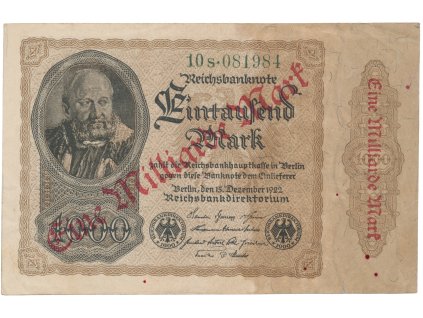 10s·081984
Reichsbanknote
Eintausend
Mark
zahlt die Reichsbankhauptkasse in Berlin
gegen diese Banknote dem Einlieferer
Berlin, den 15. Dezember 1922
Reichsbankdirektorium
1000
Eine Milliarde Mark
Eine Milliarde Mark